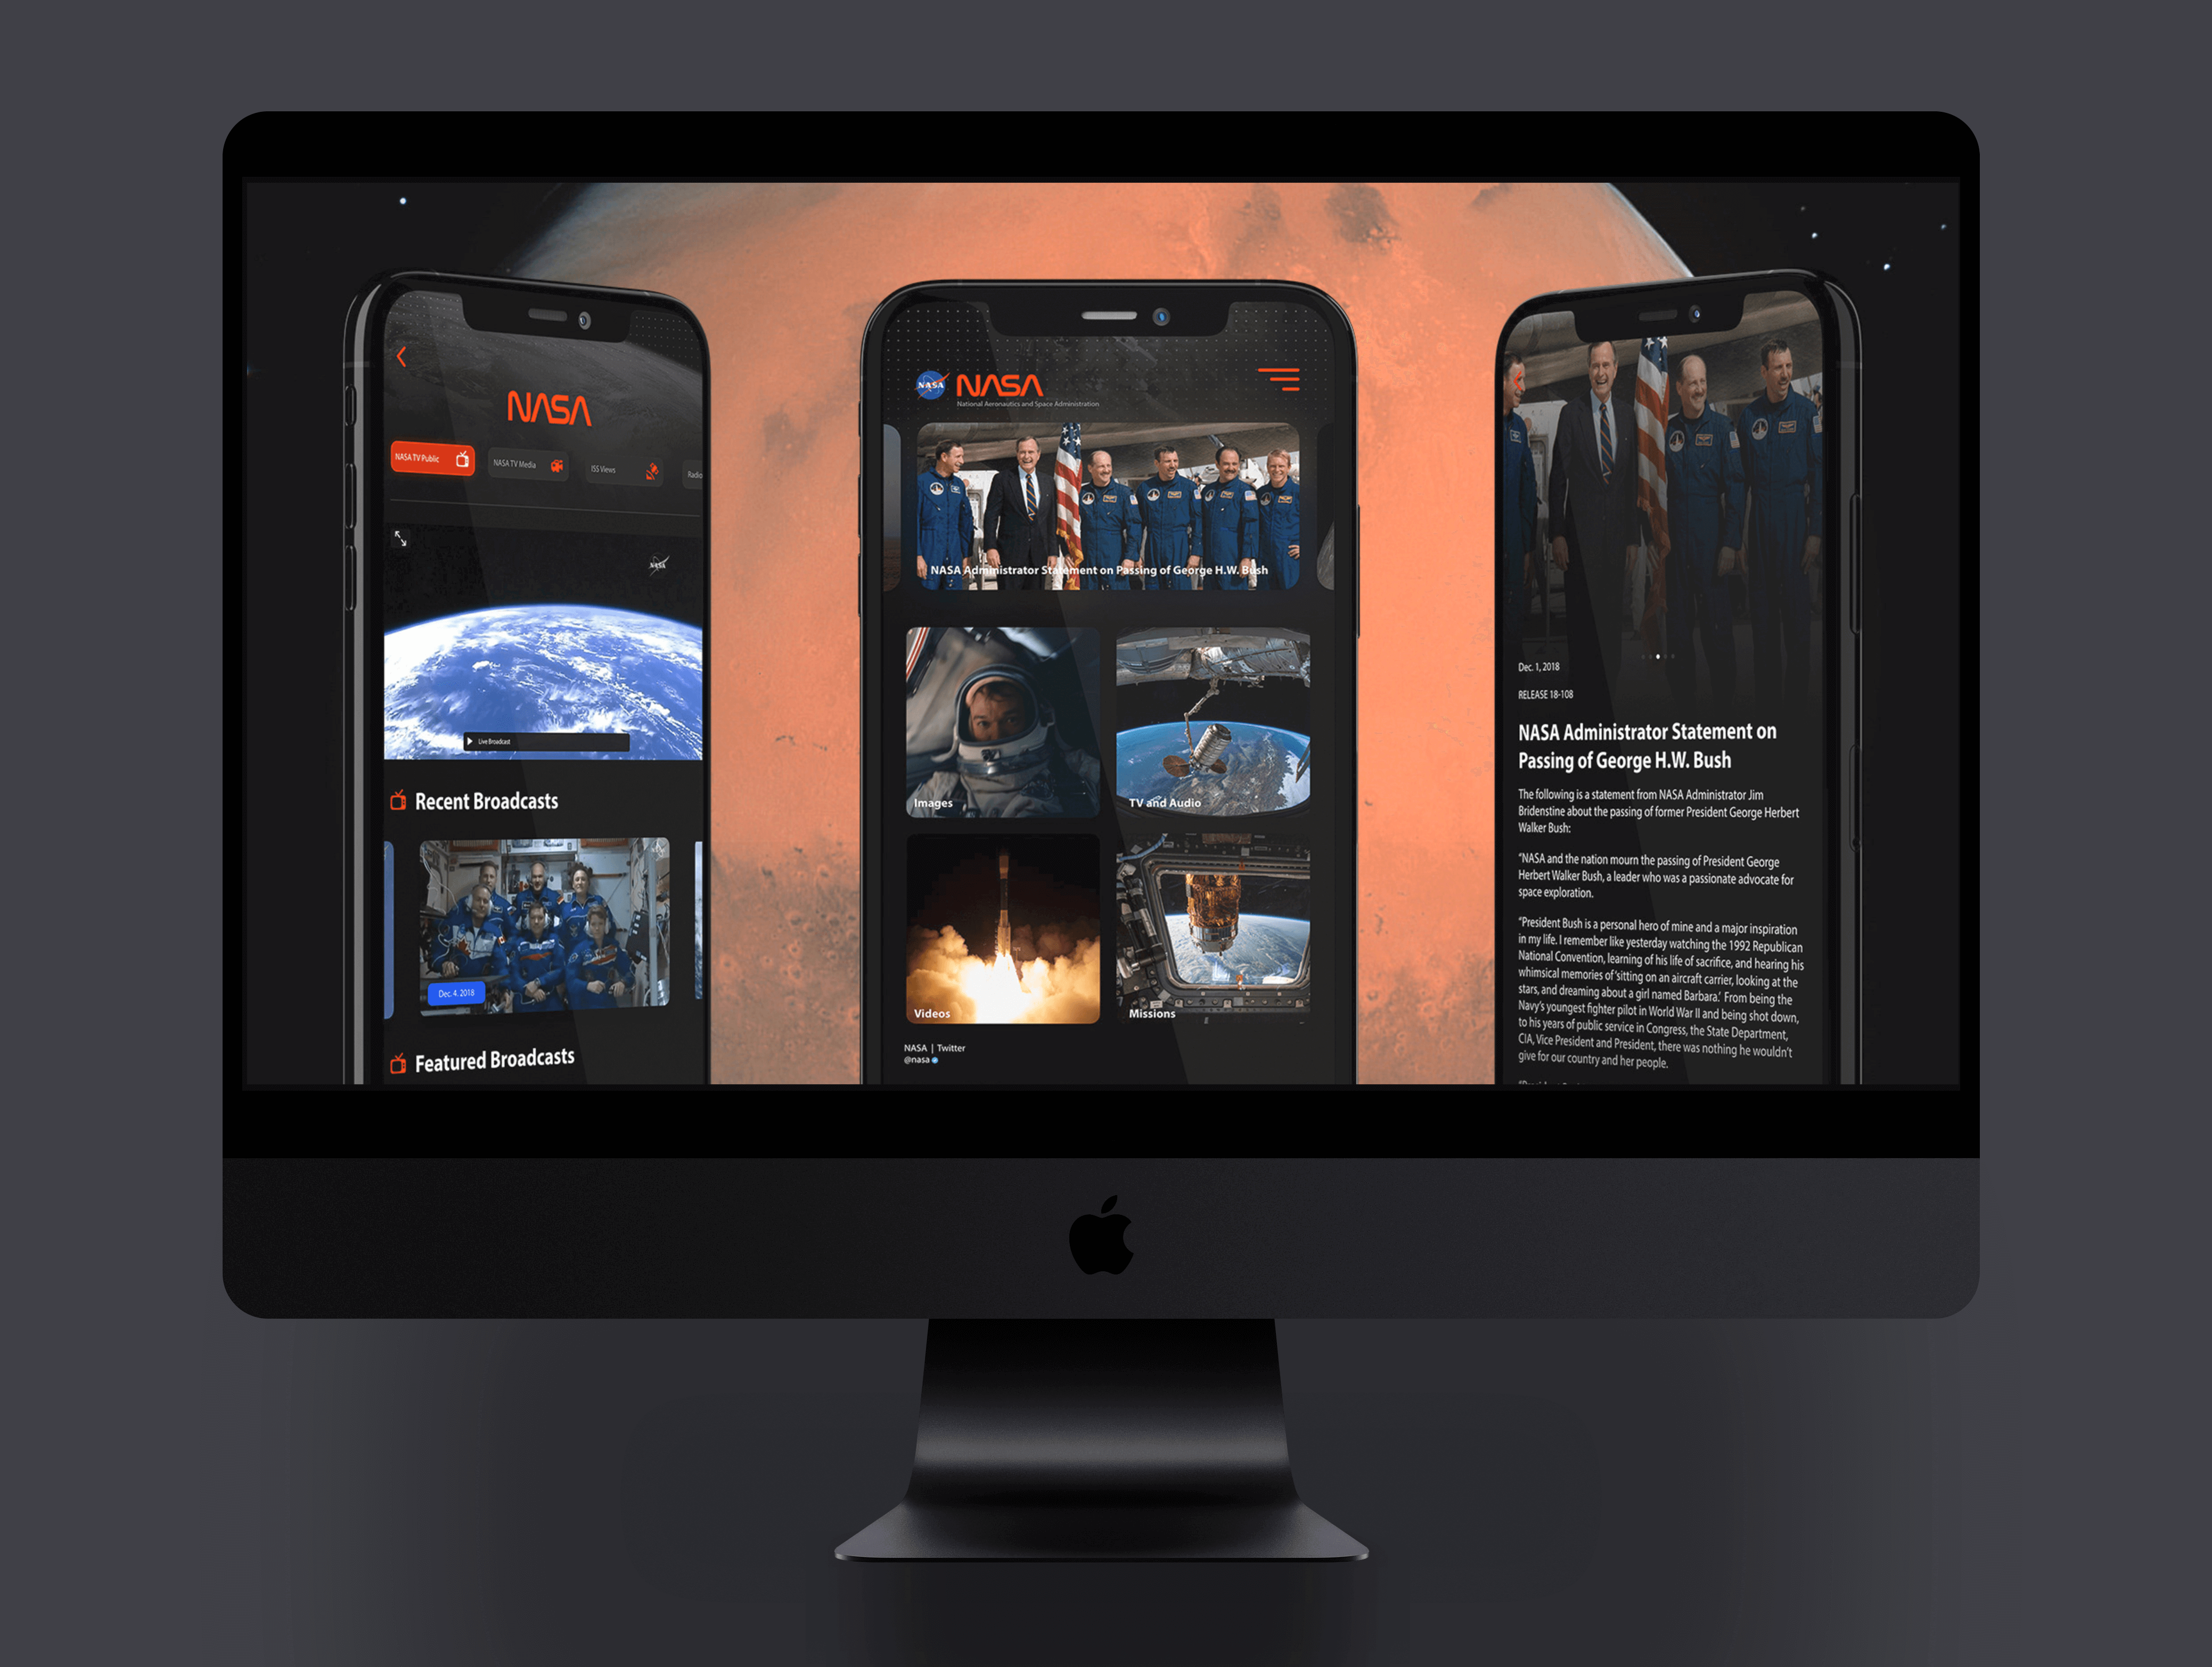 NASA
NASA TV Public
NASA TV Media
ISS Views
Radio
NASA
Live Broadcast
Recent Broadcasts
Dec. 4. 2018
Featured Broadcasts
NASA
NASA
National Aeronautics and Space Administration
NASA Administrator Statement on Passing of George H.W. Bush
Images
TV and Audio
Videos
Missions
NASA | Twitter
@nasa
Dec. 1, 2018
RELEASE 18-108
NASA Administrator Statement on
Passing of George H.W. Bush
The following is a statement from NASA Administrator Jim
Bridenstine about the passing of former President George Herbert
Walker Bush:
“NASA and the nation mourn the passing of President George
Herbert Walker Bush, a leader who was a passionate advocate for
space exploration.
“President Bush is a personal hero of mine and a major inspiration
in my life. I remember like yesterday watching the 1992 Republican
National Convention, learning of his life of sacrifice, and hearing his
whimsical memories of ‘sitting on an aircraft carrier, looking at the
stars, and dreaming about a girl named Barbara.’ From being the
Navy’s youngest fighter pilot in World War II and being shot down,
to his years of public service in Congress, the State Department,
CIA, Vice President and President, there was nothing he wouldn’t
give for our country and her people.